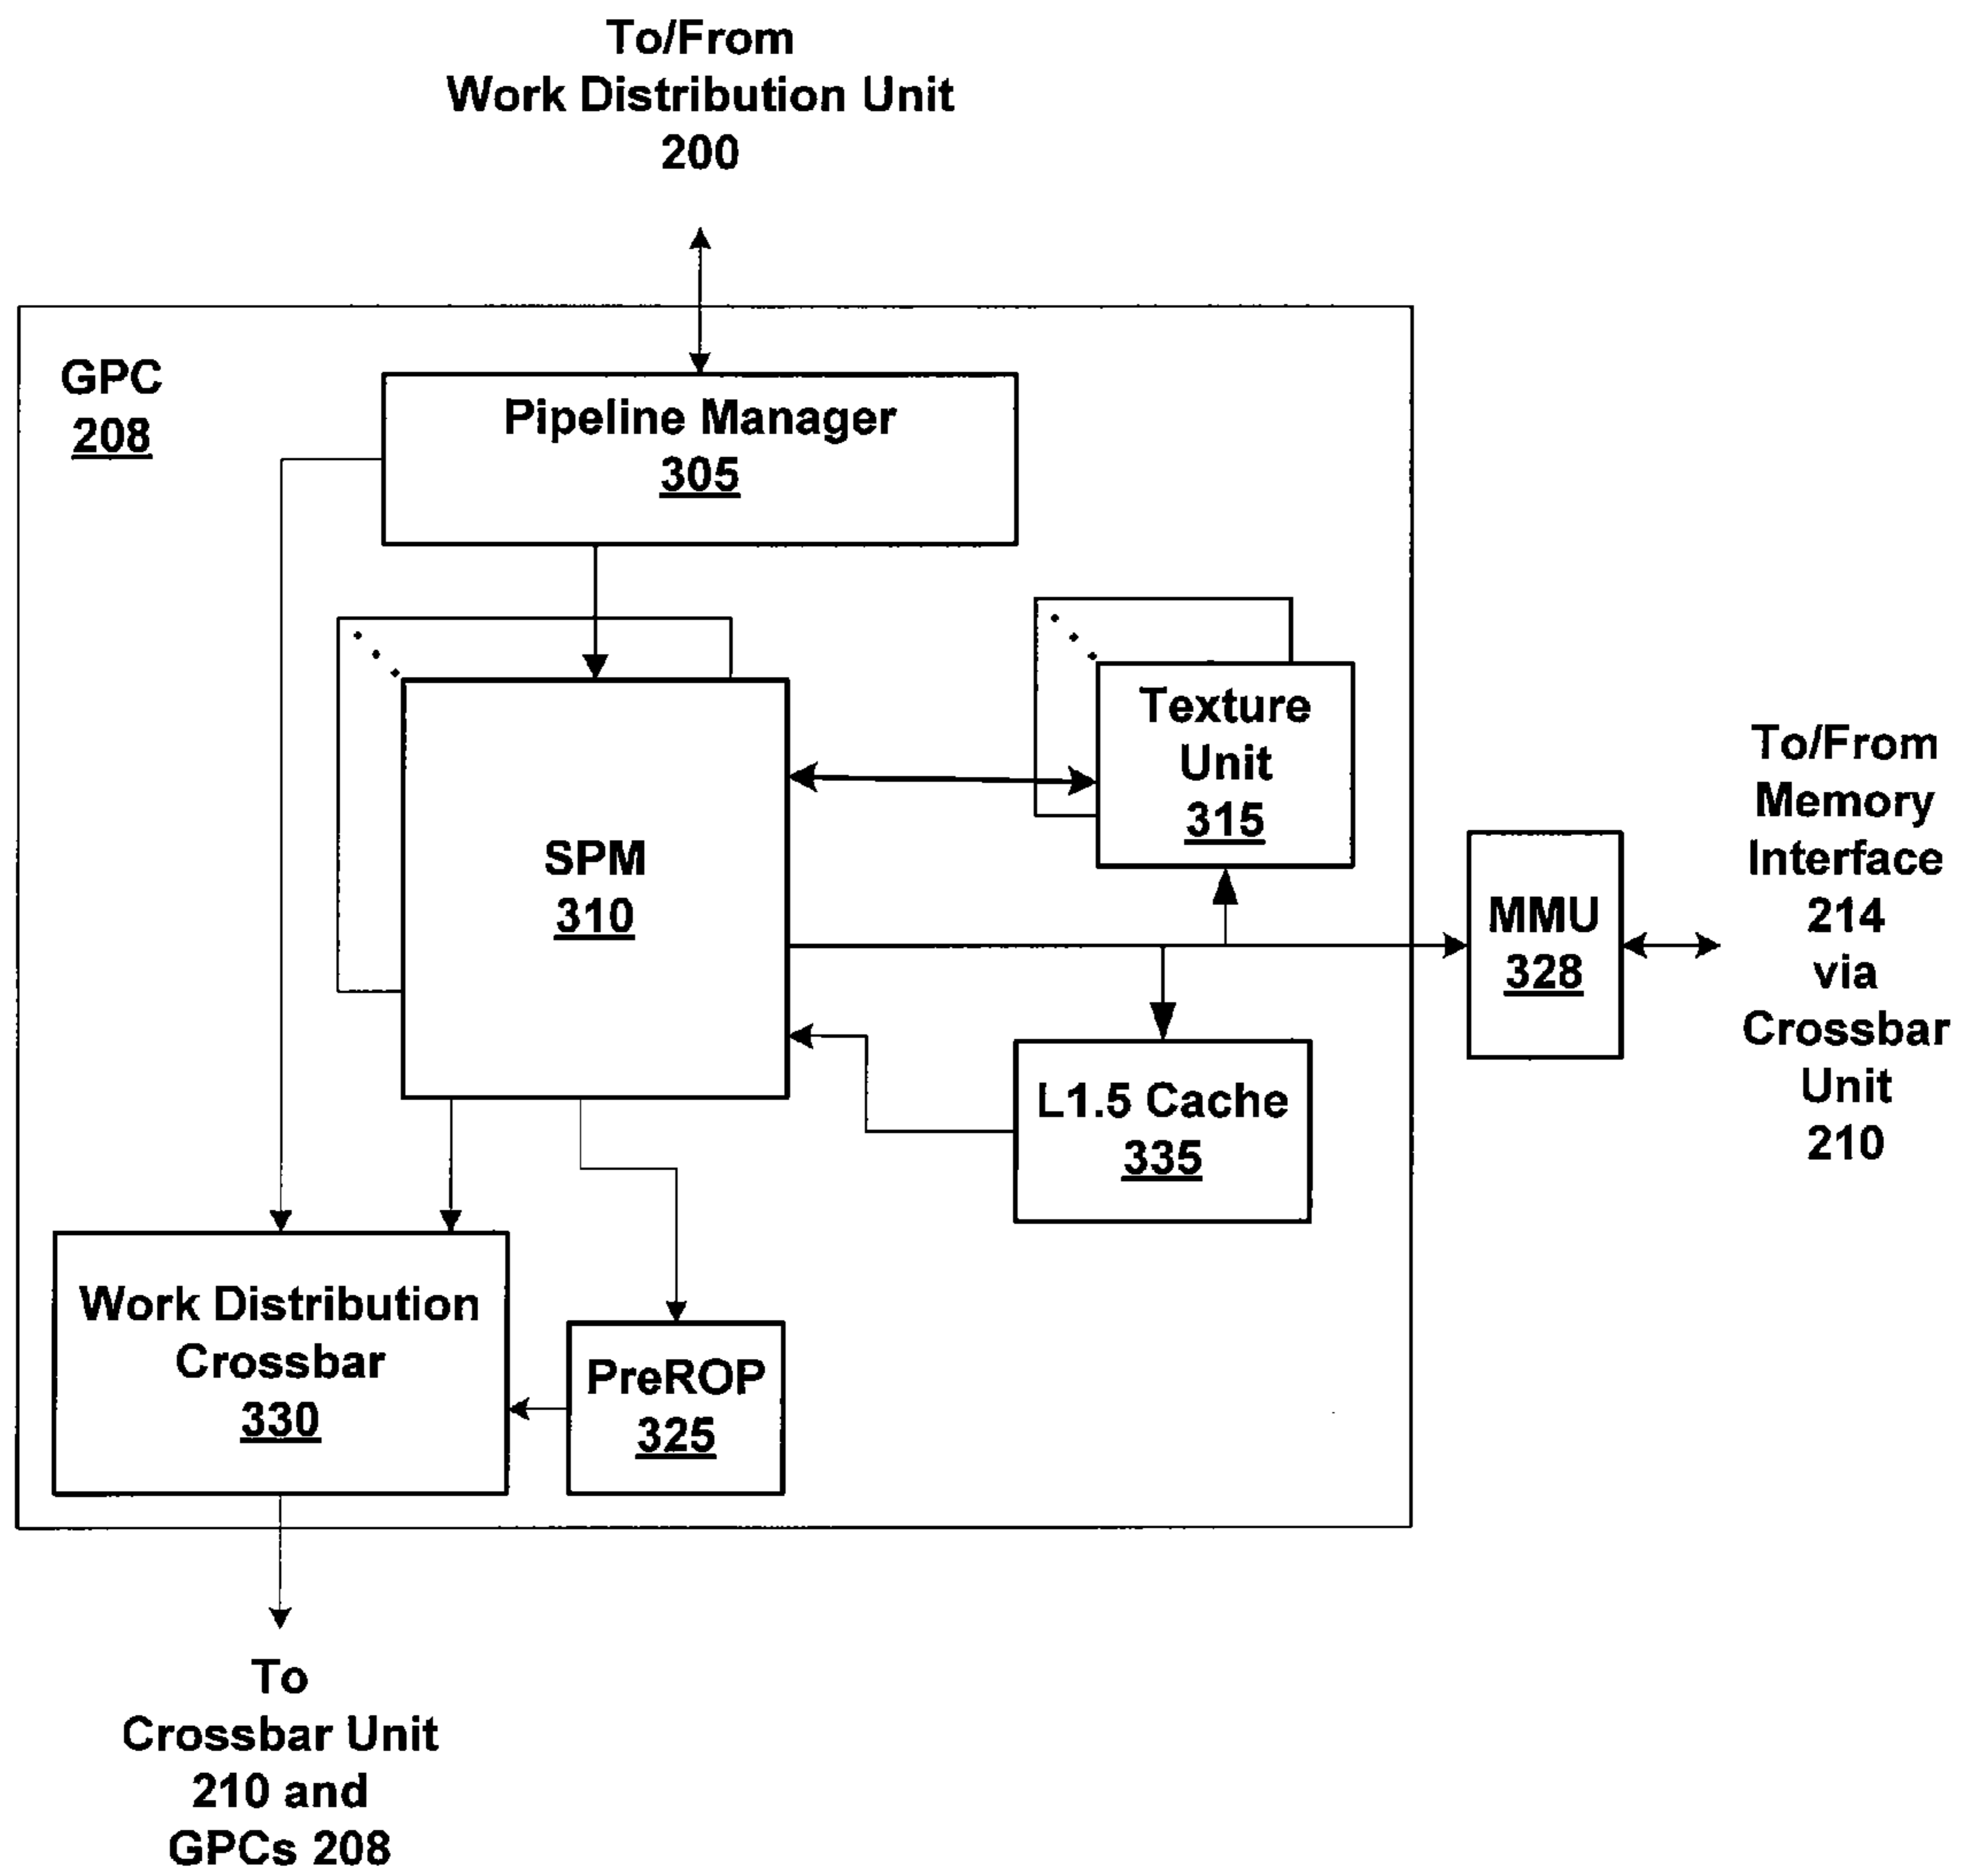 To/From
Work Distribution Unit
200
GPC
208
Pipeline Manager
305
Texture
Unit
315
SPM
310
To/From
Memory
Interface
214
via
Crossbar
Unit
210
MMU
328
L1.5 Cache
335
Work Distribution
Crossbar
330
PreROP
325
To
Crossbar Unit
210 and
GPCs 208